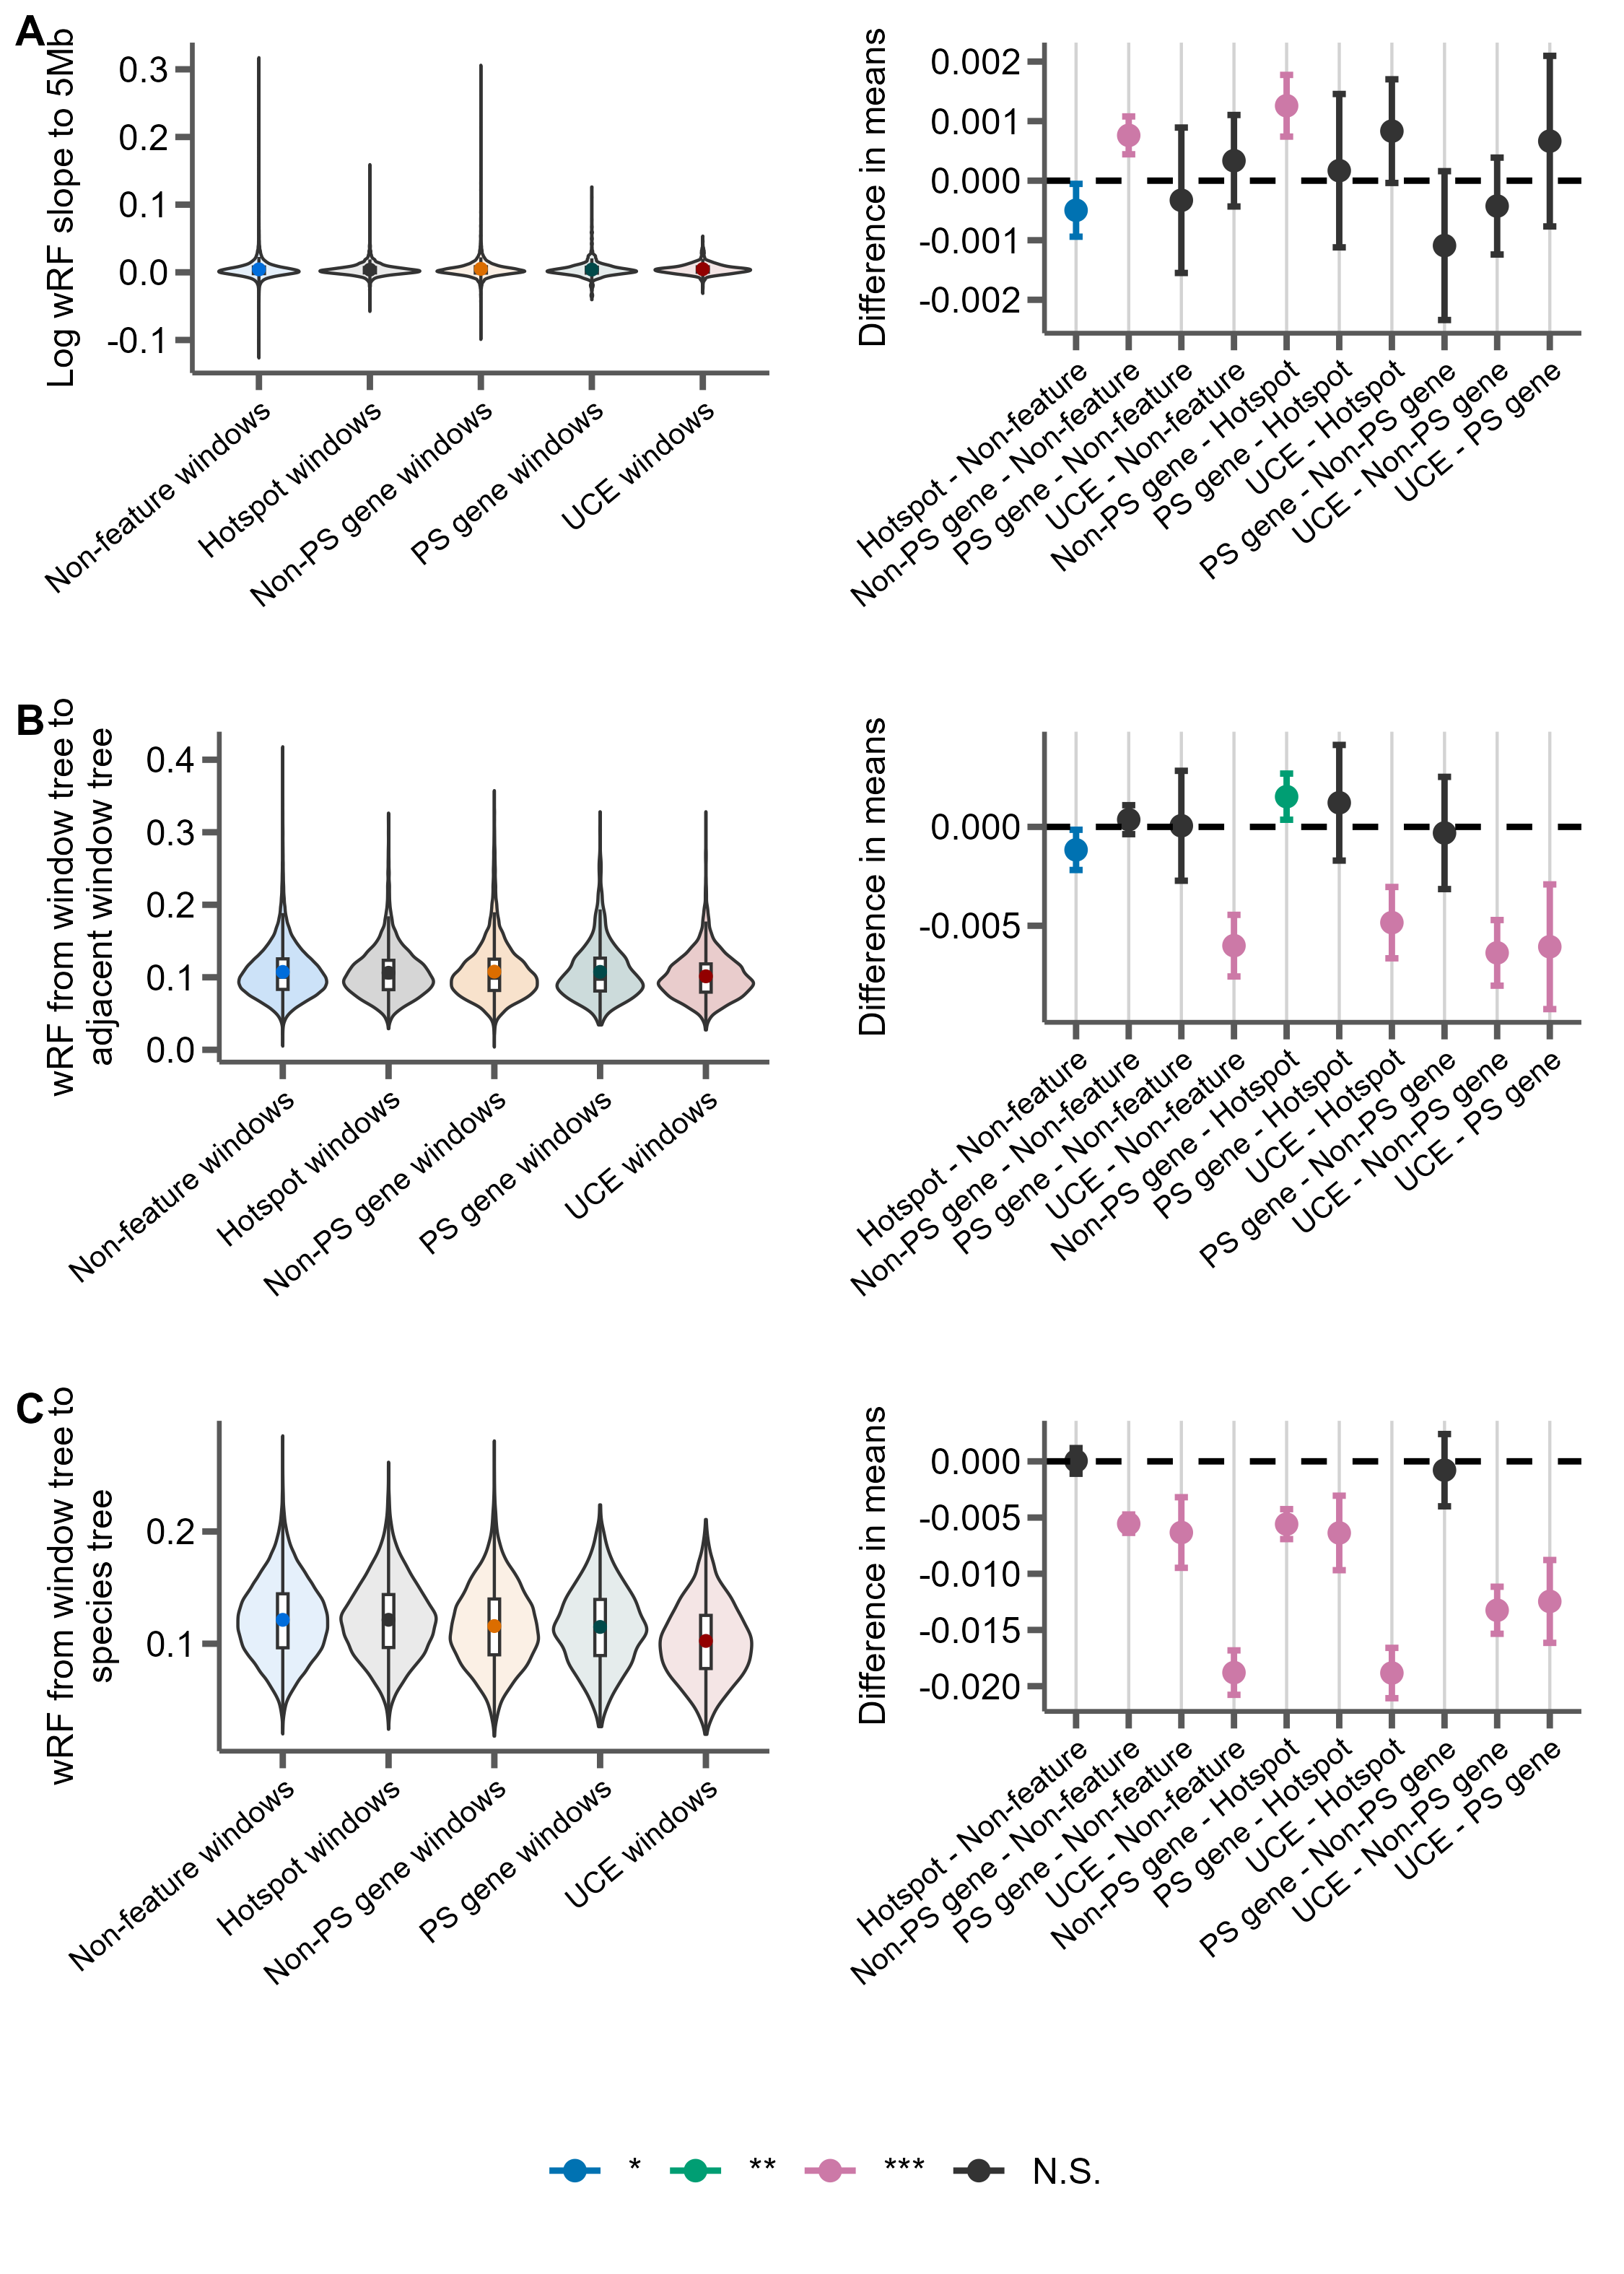 A
Log wRF slope to 5Mb
0.3
0.2
0.1
0.0
-0.1
Non-feature windows
Hotspot windows
Non-PS gene windows
PS gene windows
UCE windows
Difference in means
0.002
0.001
0.000
-0.001
-0.002
Hotspot - Non-feature
Non-PS gene - Non-feature
PS gene - Non-feature
UCE - Non-feature
Non-PS gene - Hotspot
PS gene - Hotspot
UCE - Hotspot
PS gene - Non-PS gene
UCE - Non-PS gene
UCE - PS gene
B
wRF from window tree to
adjacent window tree
0.4
0.3
0.2
0.1
0.0
Non-feature windows
Hotspot windows
Non-PS gene windows
PS gene windows
UCE windows
Difference in means
0.000
-0.005
Hotspot - Non-feature
Non-PS gene - Non-feature
PS gene - Non-feature
UCE - Non-feature
Non-PS gene - Hotspot
PS gene - Hotspot
UCE - Hotspot
PS gene - Non-PS gene
UCE - Non-PS gene
UCE - PS gene
C
wRF from window tree to
species tree
0.2
0.1
Non-feature windows
Hotspot windows
Non-PS gene windows
PS gene windows
UCE windows
Difference in means
0.000
-0.005
-0.010
-0.015
-0.020
Hotspot - Non-feature
Non-PS gene - Non-feature
PS gene - Non-feature
UCE - Non-feature
Non-PS gene - Hotspot
PS gene - Hotspot
UCE - Hotspot
PS gene - Non-PS gene
UCE - Non-PS gene
UCE - PS gene
* ** *** N.S.